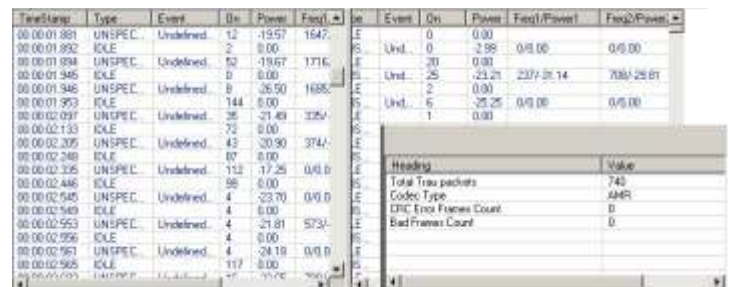 TimeStamp Type Event On Power Freq1.
00:00:01.881 UNSPEC... Undefined... 12 -19.57 1647.
00:00:01.892 IDLE 2 0.00
00:00:01.894 UNSPEC... Undefined... 52 -19.67 1716.
00:00:01.945 IDLE 0 0.00
00:00:01.946 UNSPEC... Undefined... 8 -26.50 1685.
00:00:01.953 IDLE 144 0.00
00:00:02.097 UNSPEC... Undefined... 35 -21.49 335/-
00:00:02.133 IDLE 72 0.00
00:00:02.205 UNSPEC... Undefined... 43 -20.90 374/-
00:00:02.248 IDLE 87 0.00
00:00:02.335 UNSPEC... Undefined... 112 -17.25 0/0.0
00:00:02.446 IDLE 99 0.00
00:00:02.545 UNSPEC... Undefined... 4 -23.70 0/0.0
00:00:02.549 IDLE 4 0.00
00:00:02.553 UNSPEC... Undefined... 4 -21.81 573/-
00:00:02.556 IDLE 4 0.00
00:00:02.561 UNSPEC... Undefined... 4 -24.19 0/0.0
00:00:02.565 IDLE 117 0.00
Event On Power Freq1/Power1 Freq2/Power
0 0.00
Und... 0 -2.99 0/0.00 0/0.00
20 0.00
Und... 25 -23.21 237/-31.14 708/-29.81
2 0.00
Und... 6 -25.25 0/0.00 0/0.00
1 0.00
Heading Value
Total Trau packets 740
Codec Type AMR
CRC Error Frames Count 0
Bad Frames Count 0